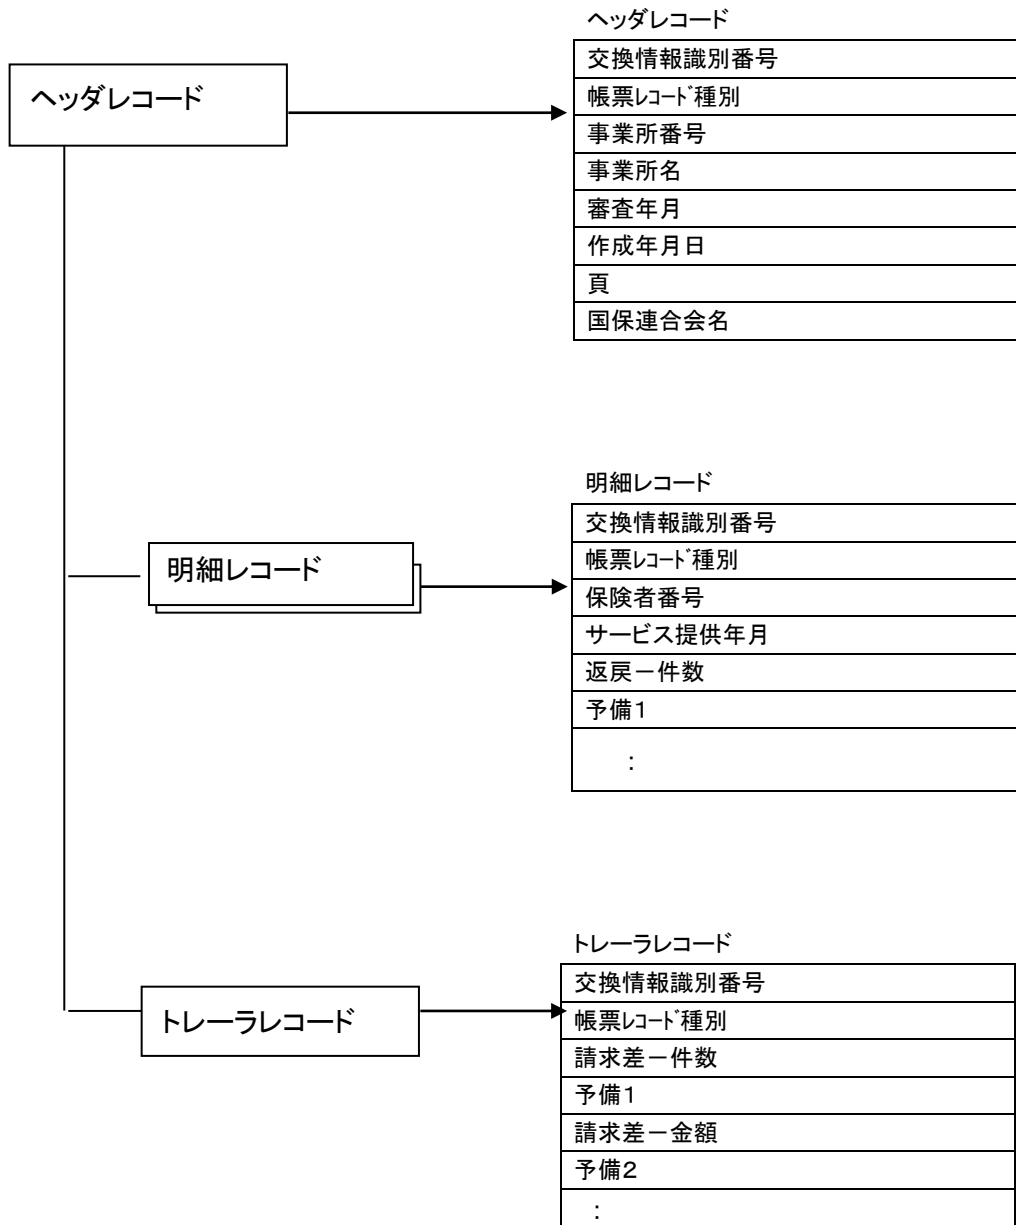 ヘッダレコード
ヘッダレコード
交換情報識別番号
帳票ﾚｺｰﾄﾞ種別
事業所番号
事業所名
審査年月
作成年月日
頁
国保連合会名
明細レコード
明細レコード
交換情報識別番号
帳票ﾚｺｰﾄﾞ種別
保険者番号
サービス提供年月
返戻－件数
予備１
：
トレーラレコード
トレーラレコード
交換情報識別番号
帳票ﾚｺｰﾄﾞ種別
請求差－件数
予備１
請求差－金額
予備２
：